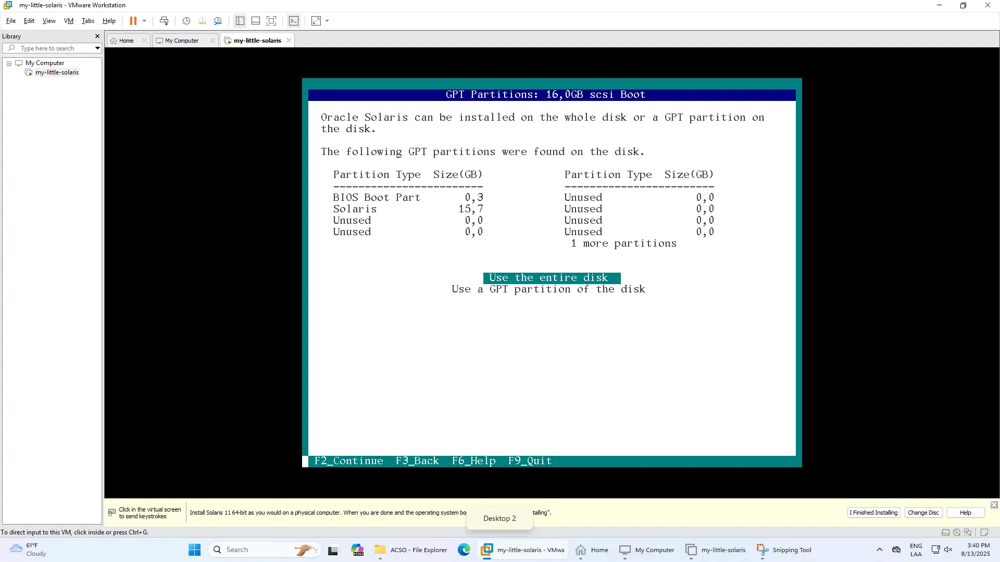 my-little-solaris - VMware Workstation
File Edit View VM Tabs Help
Library
Type here to search
My Computer
my-little-solaris
Home
My Computer
my-little-solaris
GPT Partitions: 16,0GB scsi Boot
Oracle Solaris can be installed on the whole disk or a GPT partition on
the disk.
The following GPT partitions were found on the disk.
Partition Type Size(GB) Partition Type Size(GB)
------------------------ ------------------------
BIOS Boot Part 0,3 Unused 0,0
Solaris 15,7 Unused 0,0
Unused 0,0 Unused 0,0
Unused 0,0 Unused 0,0
1 more partitions
Use the entire disk
Use a GPT partition of the disk
F2_Continue F3_Back F6_Help F9_Quit
Click in the virtual screen
to send keystrokes
Install Solaris 11 64-bit as you would on a physical computer. When you are done and the operating system bo
talling".
I Finished Installing
Change Disc
Help
Desktop 2
To direct input to this VM, click inside or press Ctrl+G.
61°F
Cloudy
Search
M365
ACSO - File Explorer
my-little-solaris - VMwa
Home
My Computer
my-little-solaris
Snipping Tool
ENG
LAA
3:40 PM
8/13/2025